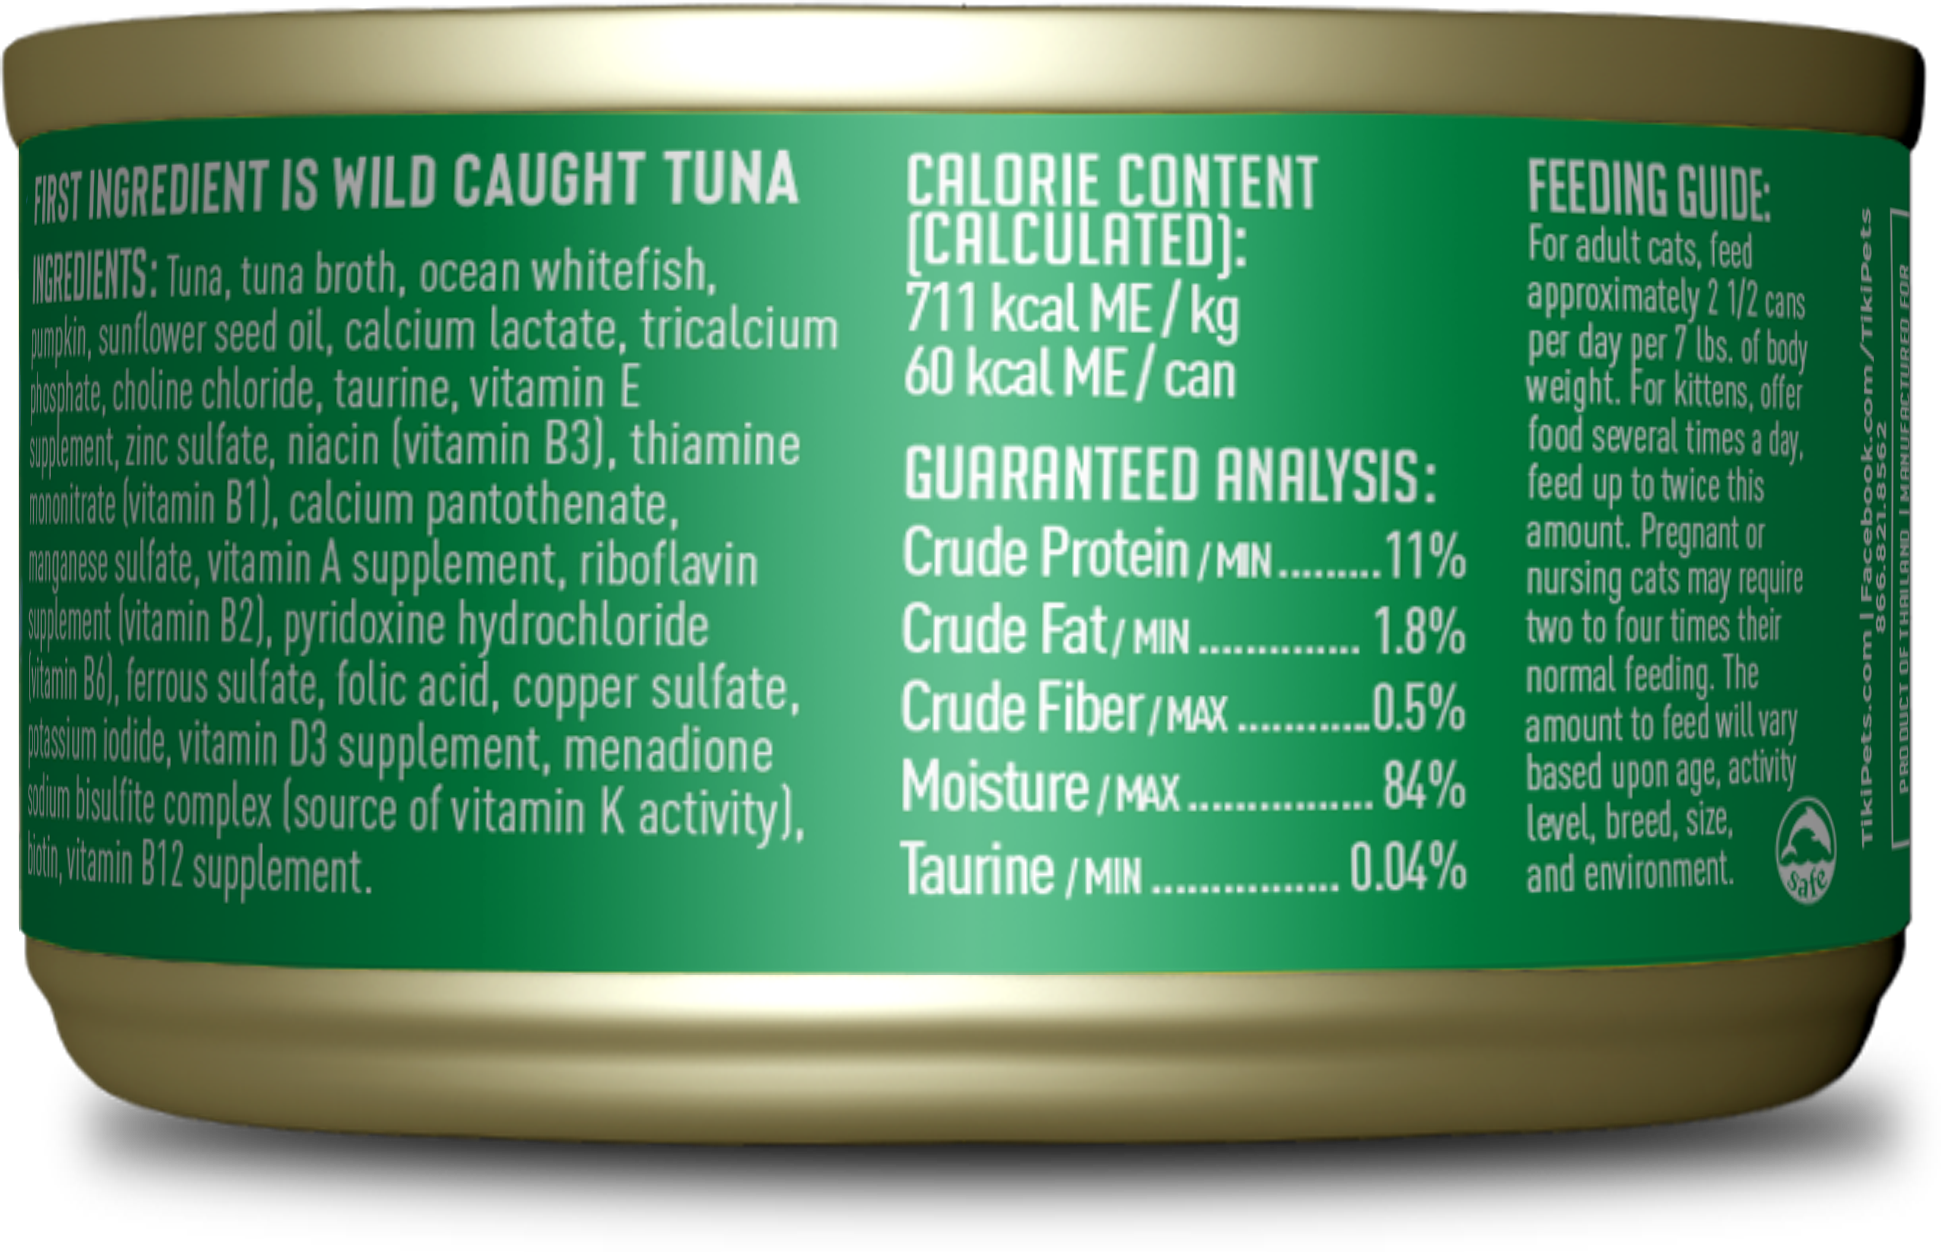 FIRST INGREDIENT IS WILD CAUGHT TUNA
INGREDIENTS: Tuna, tuna broth, ocean whitefish,
pumpkin, sunflower seed oil, calcium lactate, tricalcium
phosphate, choline chloride, taurine, vitamin E
supplement, zinc sulfate, niacin (vitamin B3), thiamine
mononitrate (vitamin B1), calcium pantothenate,
manganese sulfate, vitamin A supplement, riboflavin
supplement (vitamin B2), pyridoxine hydrochloride
(vitamin B6), ferrous sulfate, folic acid, copper sulfate,
potassium iodide, vitamin D3 supplement, menadione
sodium bisulfite complex (source of vitamin K activity),
biotin, vitamin B12 supplement.
CALORIE CONTENT
(CALCULATED):
711 kcal ME / kg
60 kcal ME / can
GUARANTEED ANALYSIS:
Crude Protein / MIN.........11%
Crude Fat / MIN ............. 1.8%
Crude Fiber / MAX ...........0.5%
Moisture / MAX ............... 84%
Taurine / MIN ................ 0.04%
FEEDING GUIDE:
For adult cats, feed
approximately 2 1/2 cans
per day per 7 lbs. of body
weight. For kittens, offer
food several times a day,
feed up to twice this
amount. Pregnant or
nursing cats may require
two to four times their
normal feeding. The
amount to feed will vary
based upon age, activity
level, breed, size,
and environment.
safe
TikiPets.com | Facebook.com/TikiPets
866.821.8562
PRODUCT OF THAILAND | MANUFACTURED FOR